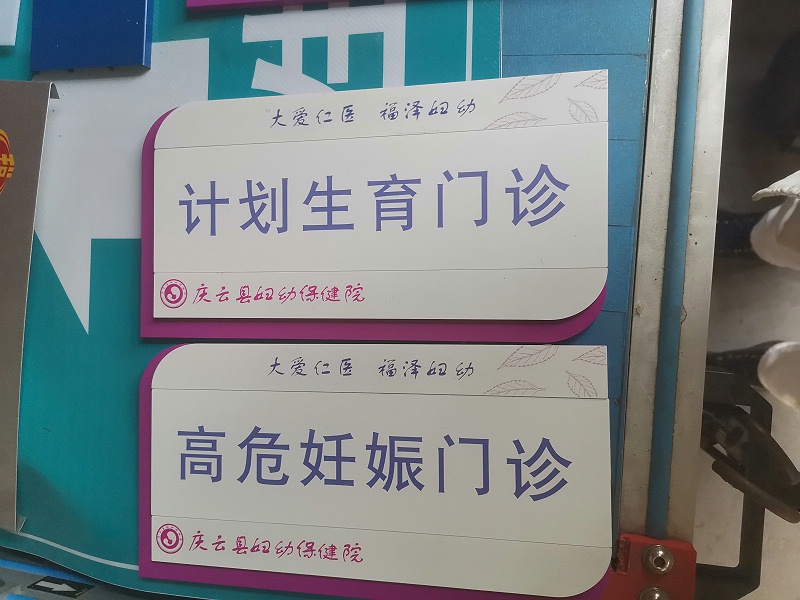 大爱仁医 福泽妇幼
计划生育门诊
庆云县妇幼保健院
大爱仁医 福泽妇幼
高危妊娠门诊
庆云县妇幼保健院